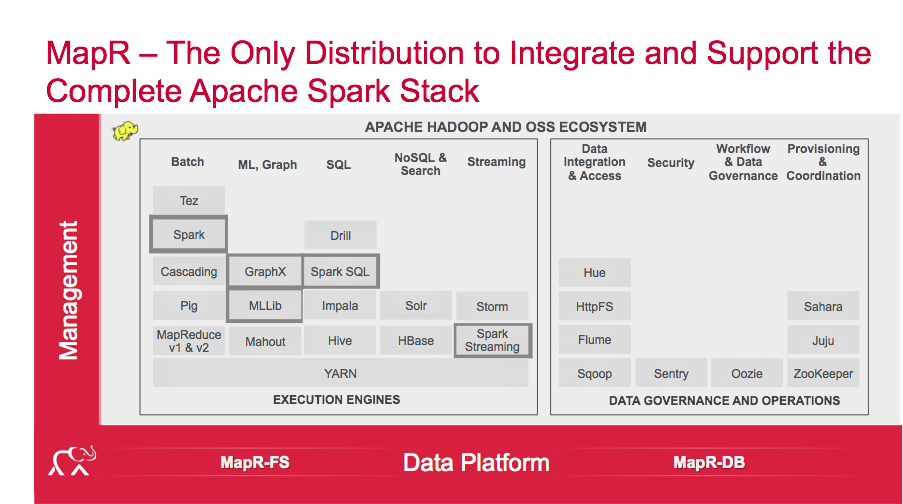 MapR – The Only Distribution to Integrate and Support the
Complete Apache Spark Stack
APACHE HADOOP AND OSS ECOSYSTEM
Management
Batch
ML, Graph
SQL
NoSQL &
Search
Streaming
Tez
Spark
Drill
Cascading
GraphX
Spark SQL
Pig
MLLib
Impala
Solr
Storm
MapReduce
v1 & v2
Mahout
Hive
HBase
Spark
Streaming
YARN
EXECUTION ENGINES
Data
Integration
& Access
Security
Workflow
& Data
Governance
Provisioning
&
Coordination
Hue
HttpFS
Sahara
Flume
Juju
Sqoop
Sentry
Oozie
ZooKeeper
DATA GOVERNANCE AND OPERATIONS
MapR-FS
Data Platform
MapR-DB